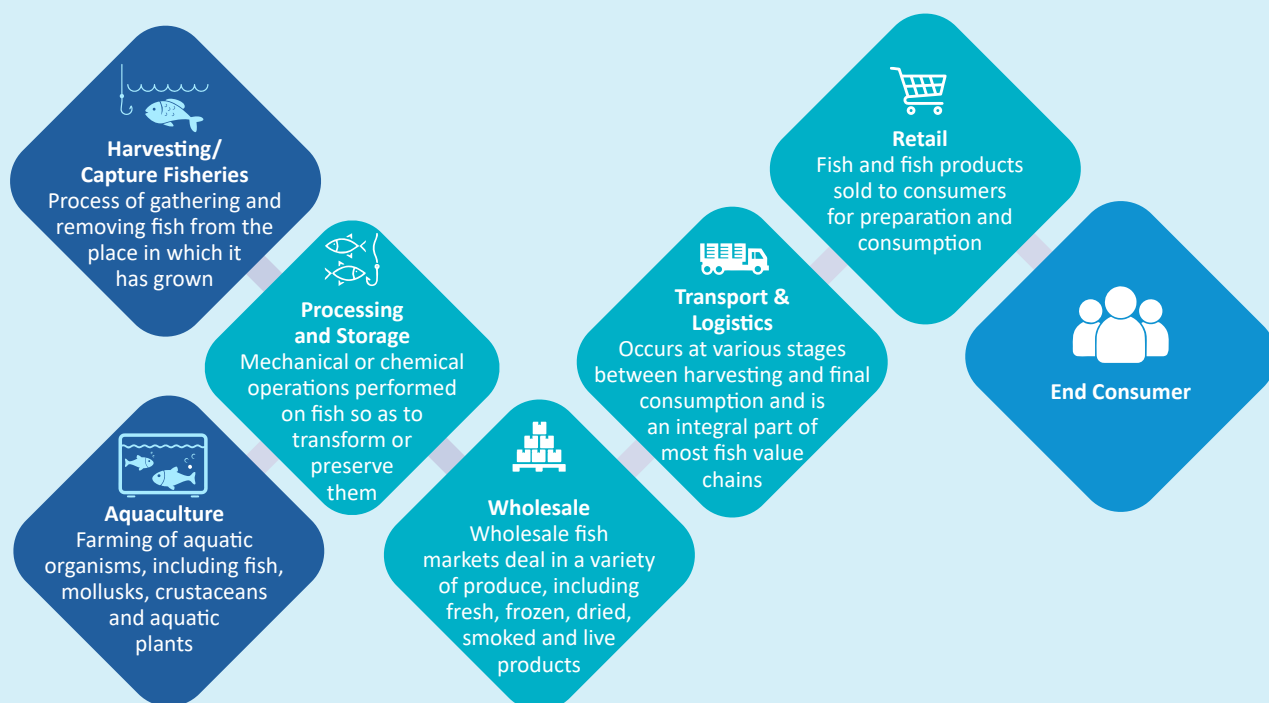 Harvesting/
Capture Fisheries
Process of gathering and
removing fish from the
place in which it
has grown
Aquaculture
Farming of aquatic
organisms, including fish,
mollusks, crustaceans
and aquatic
plants
Processing
and Storage
Mechanical or chemical
operations performed
on fish so as to
transform or
preserve
them
Wholesale
Wholesale fish
markets deal in a variety
of produce, including
fresh, frozen, dried,
smoked and live
products
Transport &
Logistics
Occurs at various stages
between harvesting and final
consumption and is
an integral part of
most fish value
chains
Retail
Fish and fish products
sold to consumers
for preparation and
consumption
End Consumer